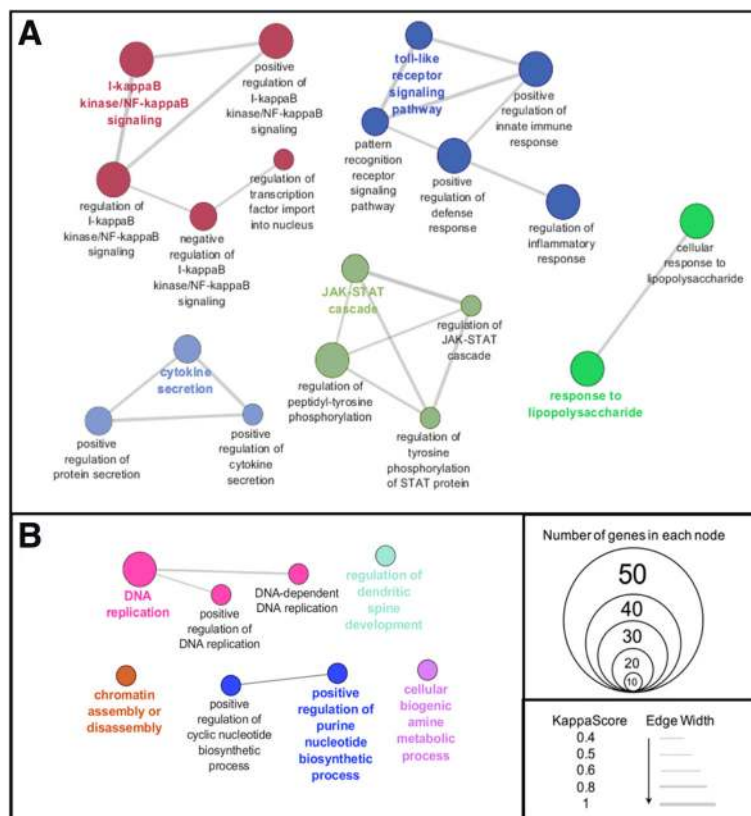 A
I-kappaB
kinase/NF-kappaB
signaling
positive
regulation of
I-kappaB
kinase/NF-kappaB
signaling
regulation of
I-kappaB
kinase/NF-kappaB
signaling
negative
regulation of
I-kappaB
kinase/NF-kappaB
signaling
regulation of
transcription
factor import
into nucleus
toll-like
receptor
signaling
pathway
positive
regulation of
innate immune
response
pattern
recognition
receptor
signaling
pathway
positive
regulation of
defense
response
regulation of
inflammatory
response
cellular
response to
lipopolysaccharide
response to
lipopolysaccharide
JAK-STAT
cascade
regulation of
JAK-STAT
cascade
regulation of
peptidyl-tyrosine
phosphorylation
regulation of
tyrosine
phosphorylation
of STAT protein
cytokine
secretion
positive
regulation of
protein secretion
positive
regulation of
cytokine
secretion
B
DNA
replication
positive
regulation of
DNA replication
DNA-dependent
DNA replication
regulation of
dendritic
spine
development
chromatin
assembly or
disassembly
positive
regulation of
cyclic nucleotide
biosynthetic
process
positive
regulation of
purine
nucleotide
biosynthetic
process
cellular
biogenic
amine
metabolic
process
Number of genes in each node
50
40
30
20
10
KappaScore Edge Width
0.4
0.5
0.6
0.8
1